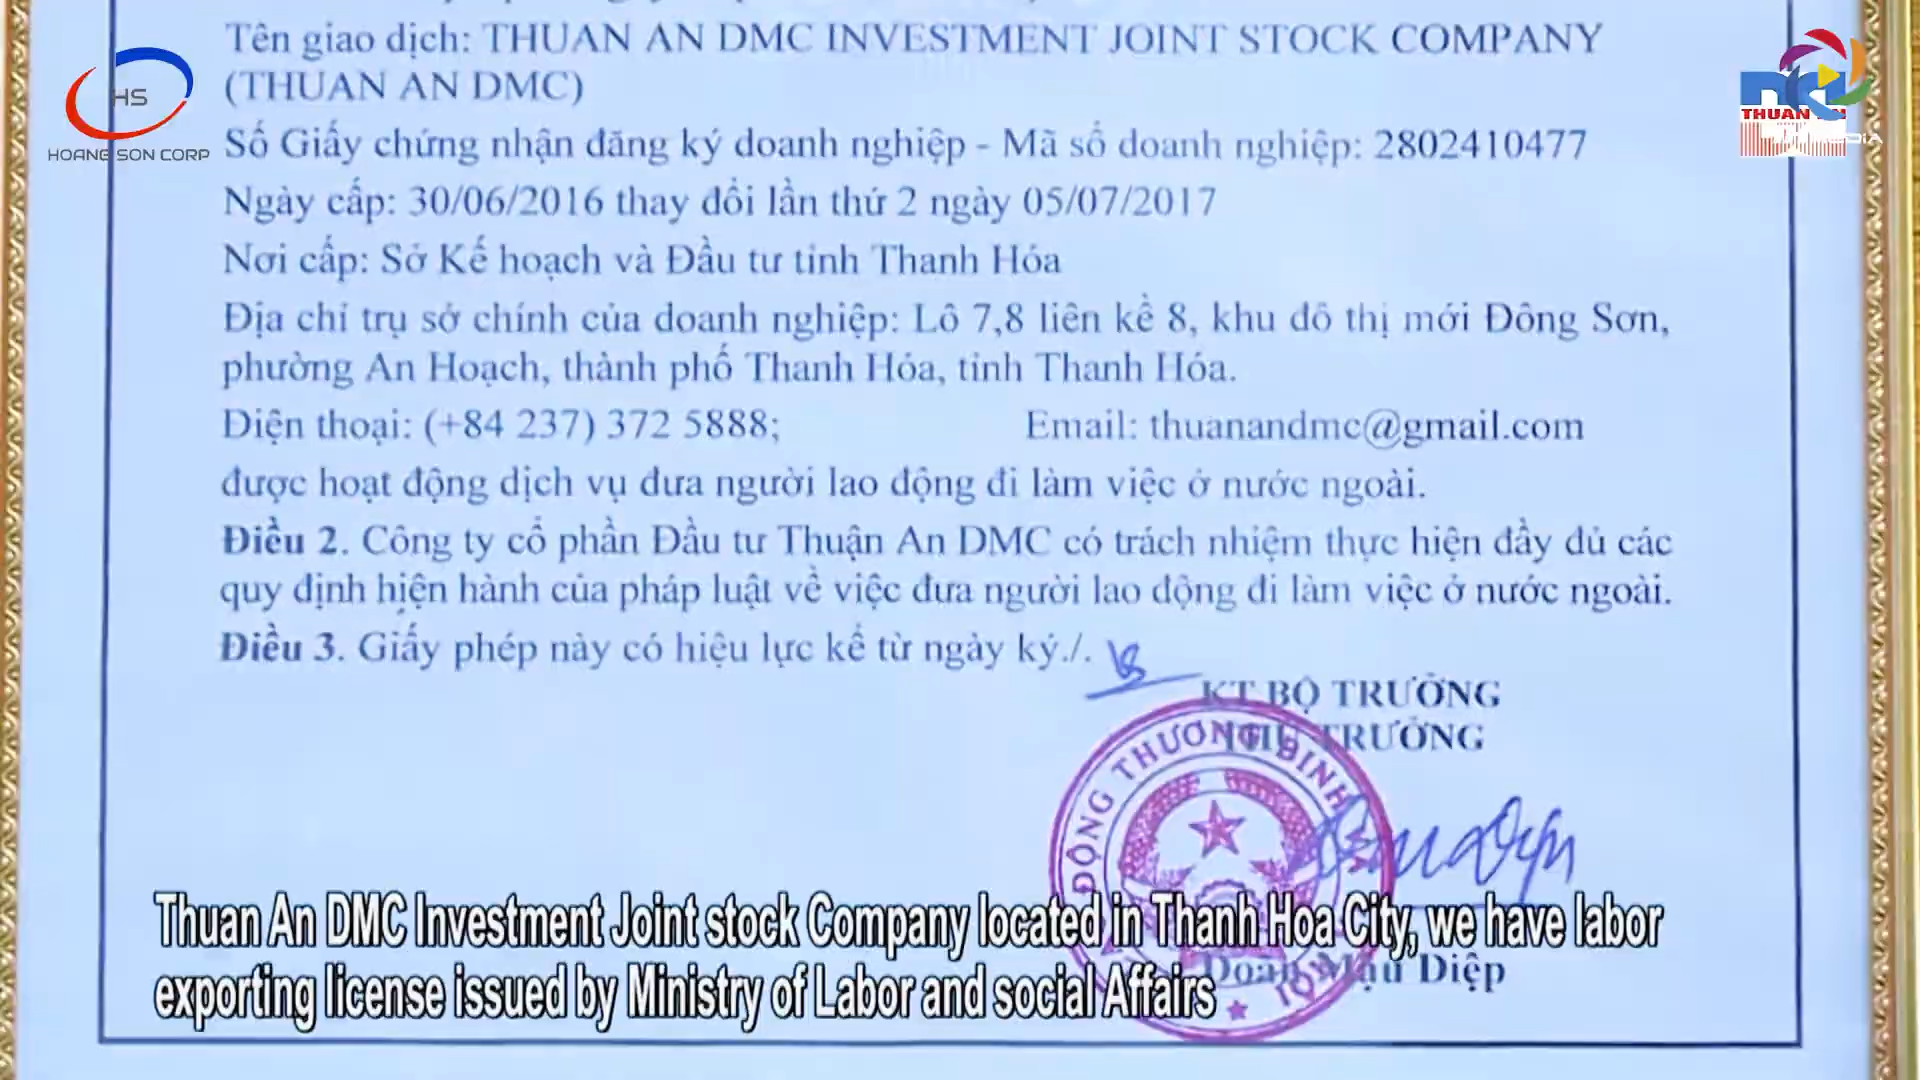 Tên giao dịch: THUAN AN DMC INVESTMENT JOINT STOCK COMPANY
(THUAN AN DMC)
HS
HOANG SON CORP
THUAN AN
Số Giấy chứng nhận đăng ký doanh nghiệp - Mã số doanh nghiệp: 2802410477
Ngày cấp: 30/06/2016 thay đổi lần thứ 2 ngày 05/07/2017
Nơi cấp: Sở Kế hoạch và Đầu tư tỉnh Thanh Hóa
Địa chỉ trụ sở chính của doanh nghiệp: Lô 7,8 liên kề 8, khu đô thị mới Đông Sơn,
phường An Hoạch, thành phố Thanh Hóa, tỉnh Thanh Hóa.
Điện thoại: (+84 237) 372 5888; Email: thuanandmc@gmail.com
được hoạt động dịch vụ đưa người lao động đi làm việc ở nước ngoài.
Điều 2. Công ty cổ phần Đầu tư Thuận An DMC có trách nhiệm thực hiện đầy đủ các
quy định hiện hành của pháp luật về việc đưa người lao động đi làm việc ở nước ngoài.
Điều 3. Giấy phép này có hiệu lực kể từ ngày ký./.
KT BỘ TRƯỞNG
THỨ TRƯỞNG
ĐỘNG THƯƠNG BINH
Doãn Mậu Diệp
Thuan An DMC Investment Joint stock Company located in Thanh Hoa City, we have labor
exporting license issued by Ministry of Labor and social Affairs